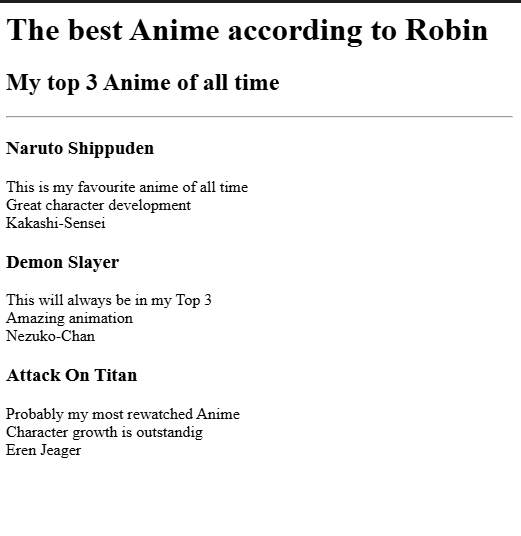 The best Anime according to Robin
My top 3 Anime of all time
Naruto Shippuden
This is my favourite anime of all time
Great character development
Kakashi-Sensei
Demon Slayer
This will always be in my Top 3
Amazing animation
Nezuko-Chan
Attack On Titan
Probably my most rewatched Anime
Character growth is outstandig
Eren Jeager